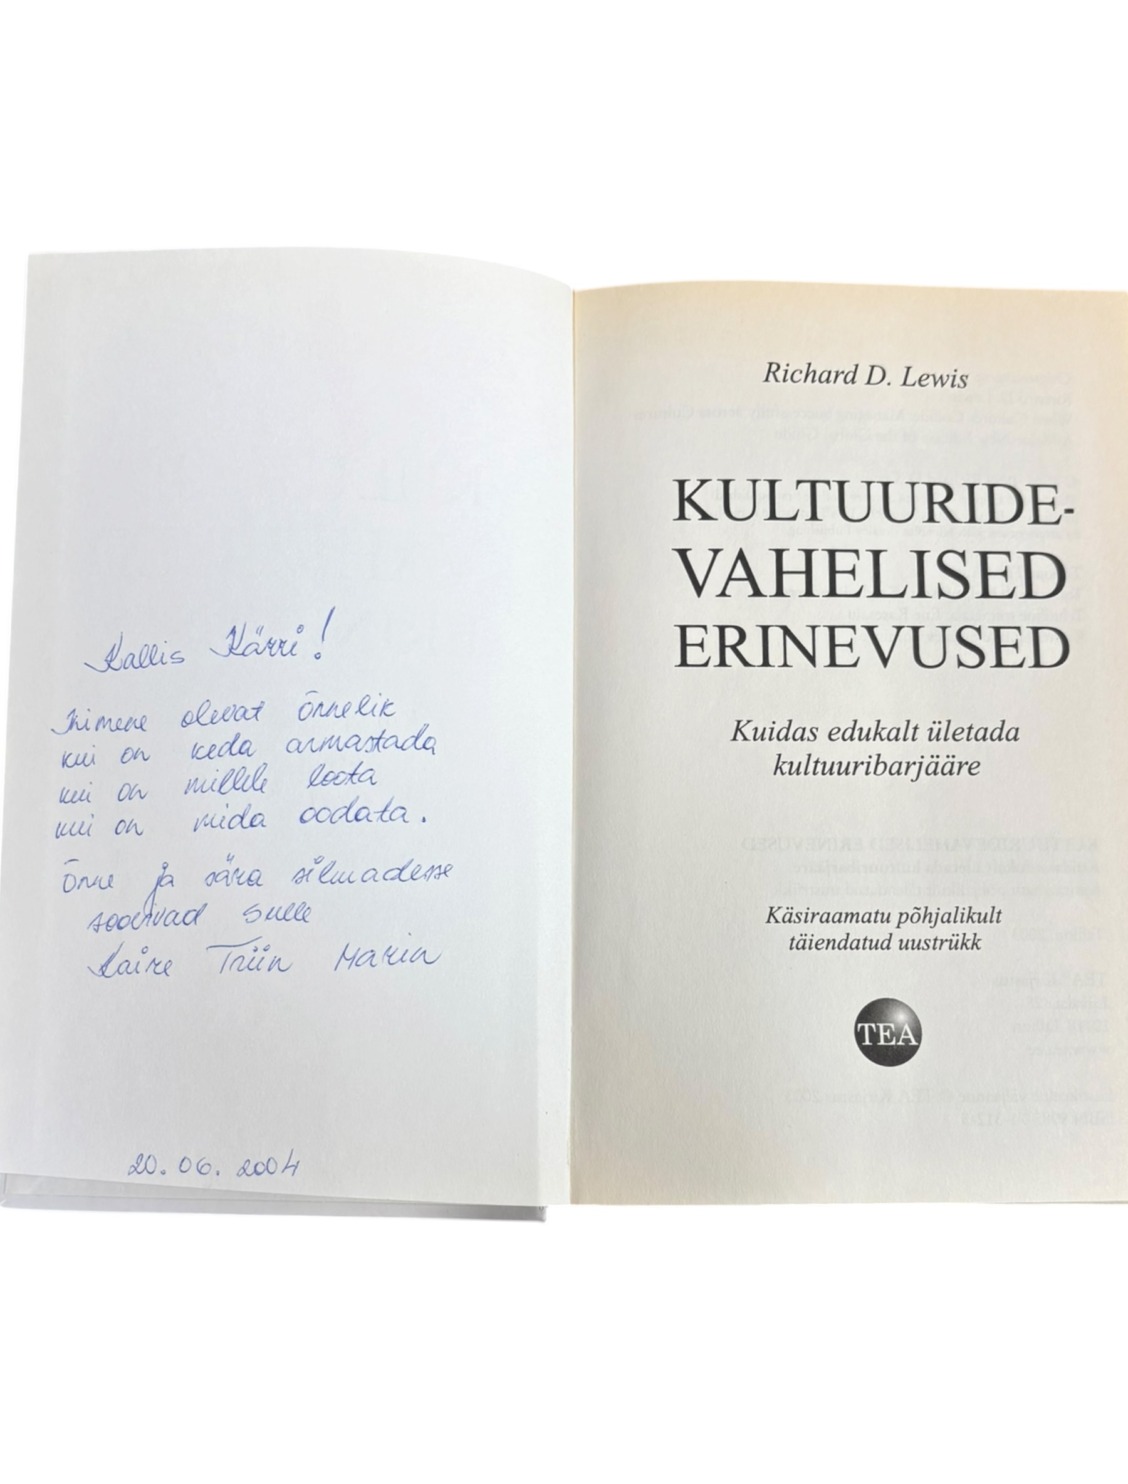 Kallis Kärri!
Inimene olevat õnnelik
kui on keda armastada
kui on millele loota
kui on mida oodata.
Õnne ja sära silmadesse
soovivad Sulle
Kaire Triin Marin
20.06.2004
Richard D. Lewis
KULTUURIDE-
VAHELISED
ERINEVUSED
Kuidas edukalt ületada
kultuuribarjääre
Käsiraamatu põhjalikult
täiendatud uustrükk
TEA